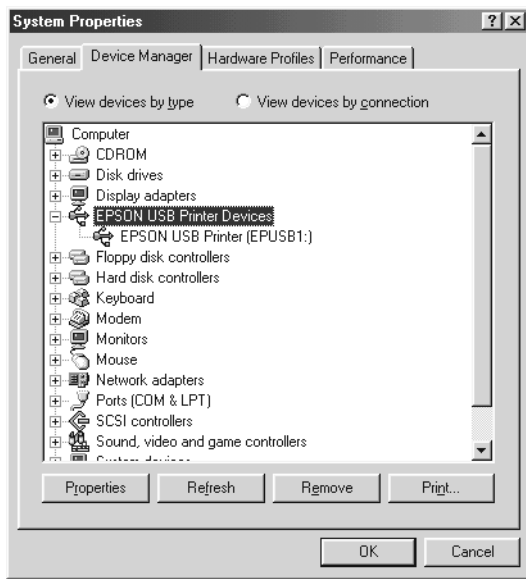 System Properties
General Device Manager Hardware Profiles Performance
View devices by type View devices by connection
Computer
CDROM
Disk drives
Display adapters
EPSON USB Printer Devices
EPSON USB Printer (EPUSB1:)
Floppy disk controllers
Hard disk controllers
Keyboard
Modem
Monitors
Mouse
Network adapters
Ports (COM & LPT)
SCSI controllers
Sound, video and game controllers
Properties Refresh Remove Print...
OK Cancel